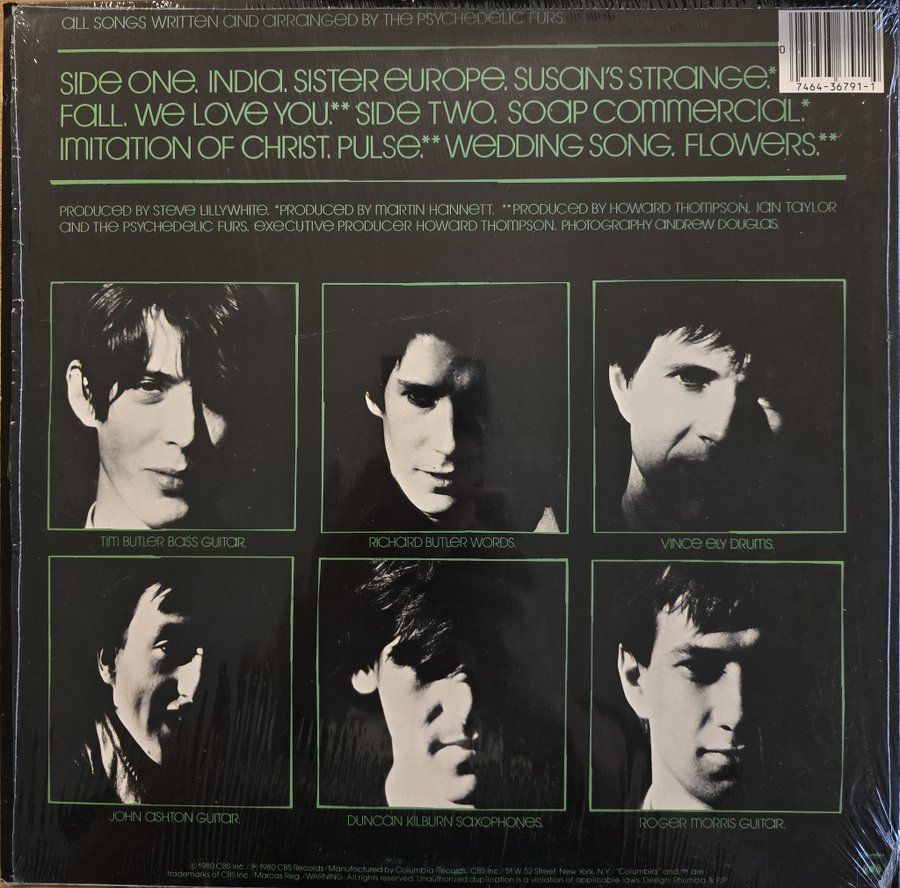 ALL SONGS WRITTEN AND ARRANGED BY THE PSYCHEDELIC FURS.
0
7464-36791-1
SIDE ONE. INDIA. SISTER EUROPE. SUSAN'S STRANGE.*
FALL. WE LOVE YOU.** SIDE TWO. SOAP COMMERCIAL.*
IMITATION OF CHRIST. PULSE.** WEDDING SONG. FLOWERS.**
PRODUCED BY STEVE LILLYWHITE. *PRODUCED BY MARTIN HANNETT. **PRODUCED BY HOWARD THOMPSON, IAN TAYLOR
AND THE PSYCHEDELIC FURS. EXECUTIVE PRODUCER HOWARD THOMPSON. PHOTOGRAPHY ANDREW DOUGLAS.
TIM BUTLER BASS GUITAR.
RICHARD BUTLER WORDS.
VINCE ELY DRUMS.
JOHN ASHTON GUITAR.
DUNCAN KILBURN SAXOPHONES.
ROGER MORRIS GUITAR.
© 1980 CBS Inc./℗ 1980 CBS Records/Manufactured by Columbia Records/CBS Inc./51 W. 52 Street, New York, N.Y./"Columbia" and are
trademarks of CBS Inc./Marcas Reg./WARNING: All rights reserved. Unauthorized duplication is a violation of applicable laws. Design: Rhumba &